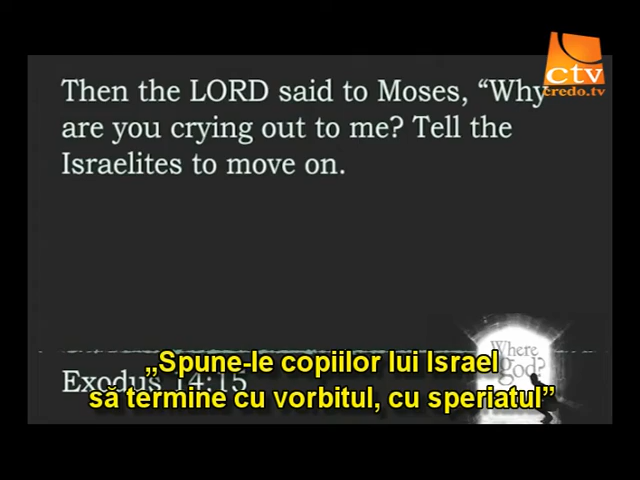 ctv
credo.tv
Then the LORD said to Moses, “Why
are you crying out to me? Tell the
Israelites to move on.
Where
god?
„Spune-le copiilor lui Israel
Exodus 14:15
să termine cu vorbitul, cu speriatul”